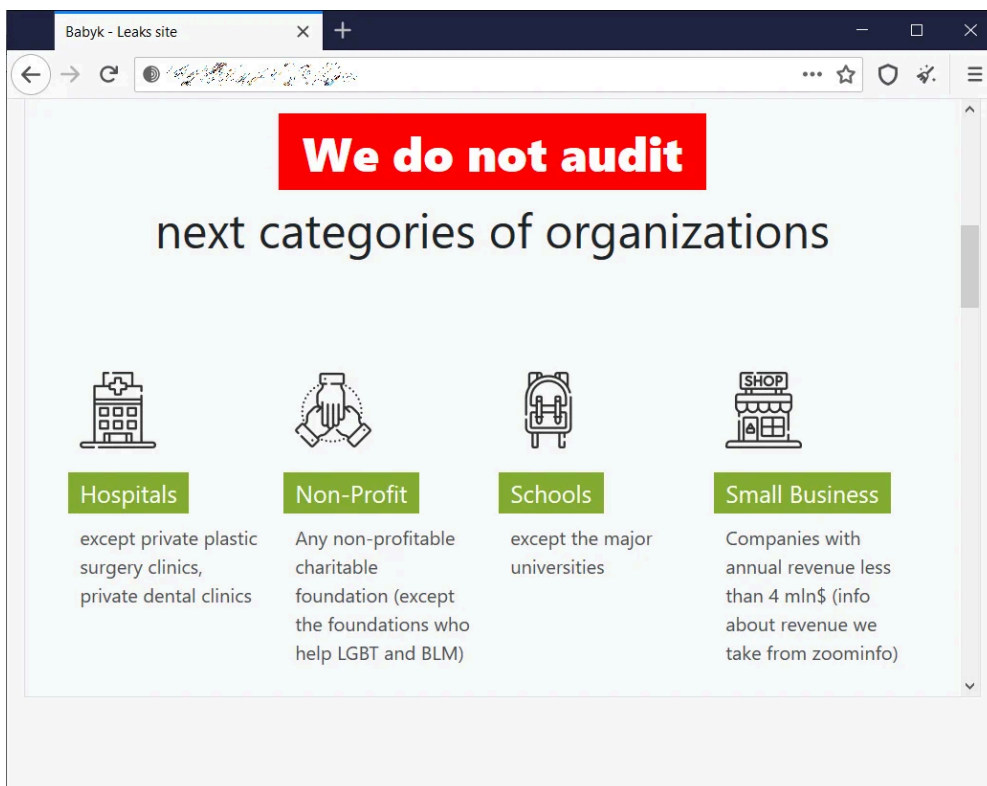 Babyk - Leaks site
We do not audit
next categories of organizations
SHOP
Hospitals
except private plastic
surgery clinics,
private dental clinics
Non-Profit
Any non-profitable
charitable
foundation (except
the foundations who
help LGBT and BLM)
Schools
except the major
universities
Small Business
Companies with
annual revenue less
than 4 mln$ (info
about revenue we
take from zoominfo)